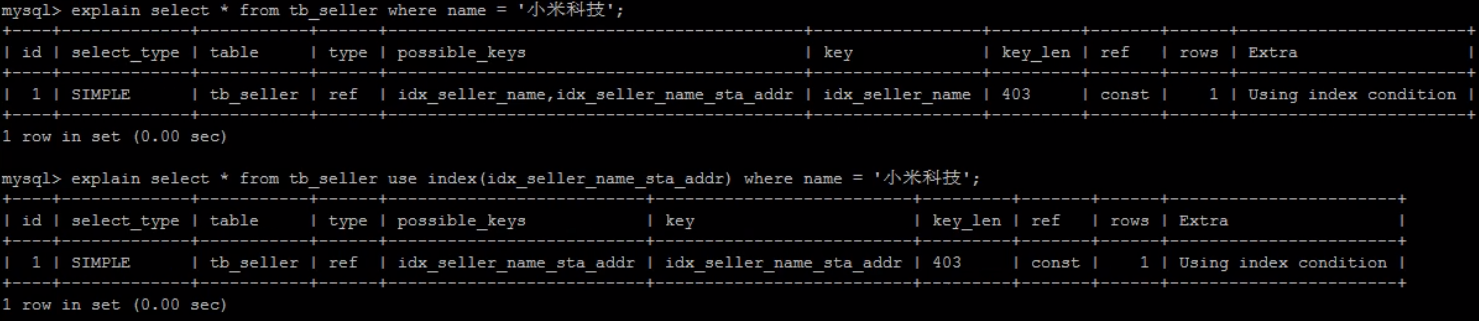 mysql> explain select * from tb_seller where name = '小米科技';
+----+-------------+-----------+------+-------------------------------------------+-----------------+---------+-------+------+-----------------------+
| id | select_type | table     | type | possible_keys                             | key             | key_len | ref   | rows | Extra                 |
+----+-------------+-----------+------+-------------------------------------------+-----------------+---------+-------+------+-----------------------+
| 1 | SIMPLE      | tb_seller | ref  | idx_seller_name,idx_seller_name_sta_addr | idx_seller_name | 403     | const |    1 | Using index condition |
+----+-------------+-----------+------+-------------------------------------------+-----------------+---------+-------+------+-----------------------+
1 row in set (0.00 sec)
mysql> explain select * from tb_seller use index(idx_seller_name_sta_addr) where name = '小米科技';
+----+-------------+-----------+------+--------------------------+--------------------------+---------+-------+------+-----------------------+
| id | select_type | table     | type | possible_keys            | key                      | key_len | ref   | rows | Extra                 |
+----+-------------+-----------+------+--------------------------+--------------------------+---------+-------+------+-----------------------+
| 1 | SIMPLE      | tb_seller | ref  | idx_seller_name_sta_addr | idx_seller_name_sta_addr | 403     | const |    1 | Using index condition |
+----+-------------+-----------+------+--------------------------+--------------------------+---------+-------+------+-----------------------+
1 row in set (0.00 sec)